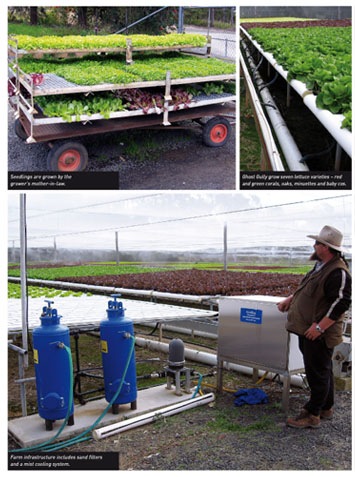 Seedlings are grown by the
grower's mother-in-law.
Ghost Gully grow seven lettuce varieties – red
and green corals, oaks, minuettes and baby cos.
Farm infrastructure includes sand filters
and a mist cooling system.